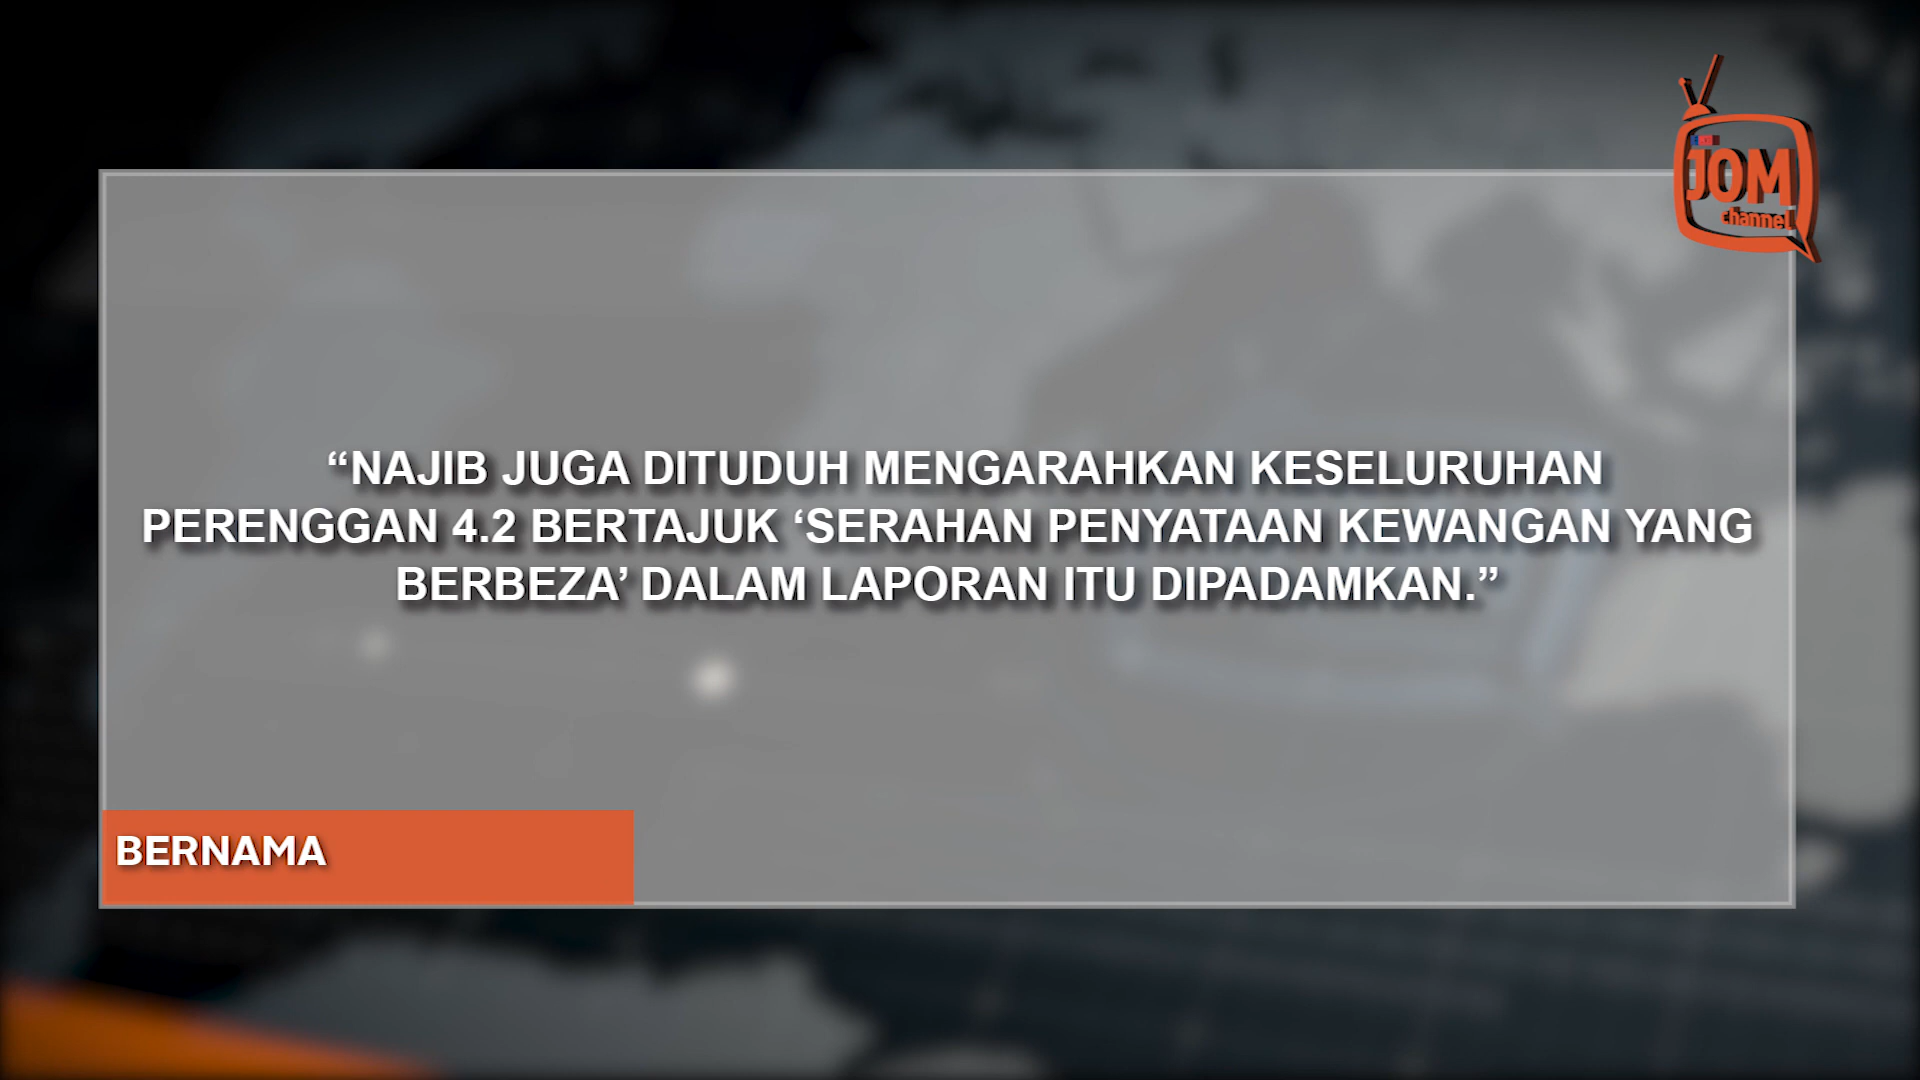 JOM
channel
“NAJIB JUGA DITUDUH MENGARAHKAN KESELURUHAN
PERENGGAN 4.2 BERTAJUK ‘SERAHAN PENYATAAN KEWANGAN YANG
BERBEZA’ DALAM LAPORAN ITU DIPADAMKAN.”
BERNAMA